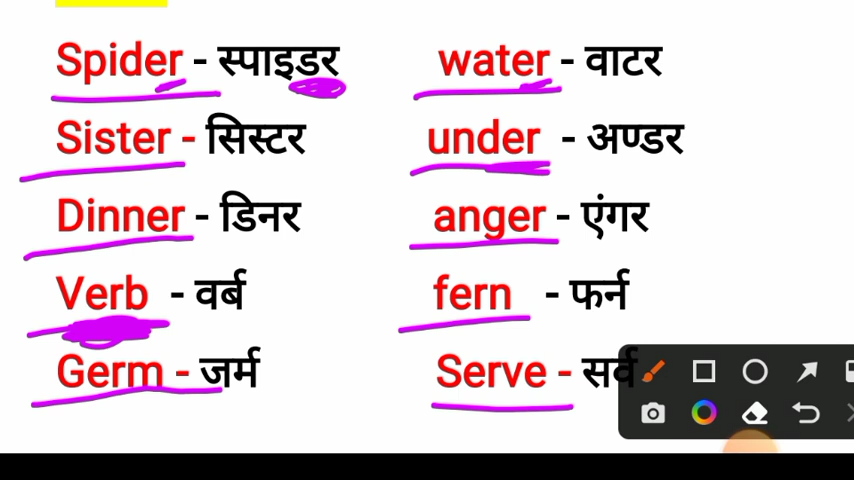 Spider - स्पाइडर water - वाटर
Sister - सिस्टर under - अण्डर
Dinner - डिनर anger - एंगर
Verb - वर्ब fern - फर्न
Germ - जर्म Serve - सर्व